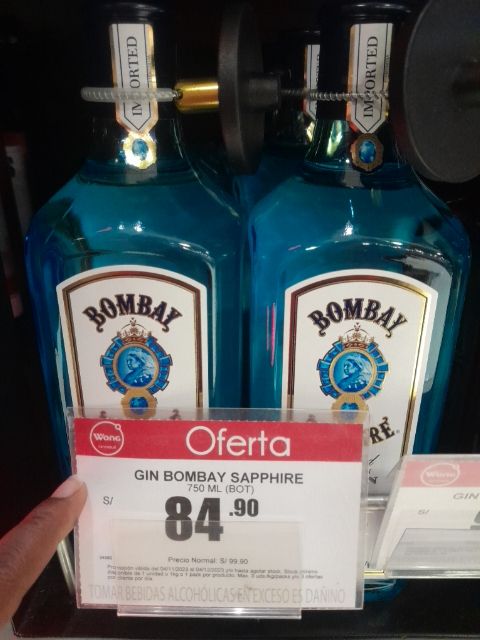 IMPORTED
IMPORTED
BOMBAY
BOMBAY
RE.
Wong
Oferta
GIN BOMBAY SAPPHIRE
750 ML (BOT)
S/ 84.90
Precio Normal: S/ 99.90
TOMAR BEBIDAS ALCOHÓLICAS EN EXCESO ES DAÑINO
Wong
GIN
S/